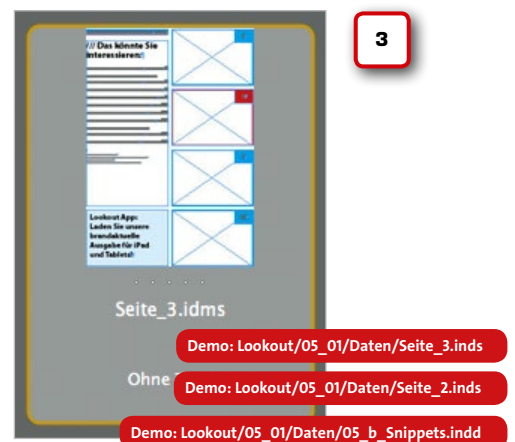 3
/// Das könnte Sie
interessieren:
Lookout App:
Laden Sie unsere
brandaktuelle
Ausgabe für iPad
und Tablets!
Seite_3.idms
Demo: Lookout/05_01/Daten/Seite_3.inds
Ohne
Demo: Lookout/05_01/Daten/Seite_2.inds
Demo: Lookout/05_01/Daten/05_b_Snippets.indd